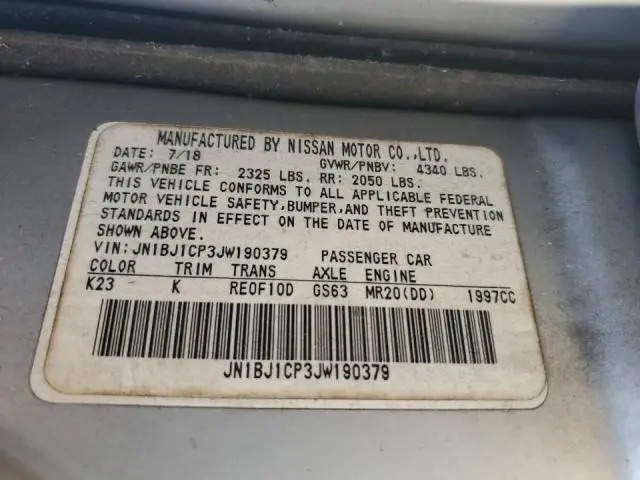 MANUFACTURED BY NISSAN MOTOR CO.,LTD.
DATE: 7/18 GVWR/PNBV: 4340 LBS.
GAWR/PNBE FR: 2325 LBS. RR: 2050 LBS.
THIS VEHICLE CONFORMS TO ALL APPLICABLE FEDERAL
MOTOR VEHICLE SAFETY,BUMPER,AND THEFT PREVENTION
STANDARDS IN EFFECT ON THE DATE OF MANUFACTURE
SHOWN ABOVE.
VIN:JN1BJ1CP3JW190379 PASSENGER CAR
COLOR TRIM TRANS AXLE ENGINE
K23 K RE0F10D GS63 MR20(DD) 1997CC
JN1BJ1CP3JW190379